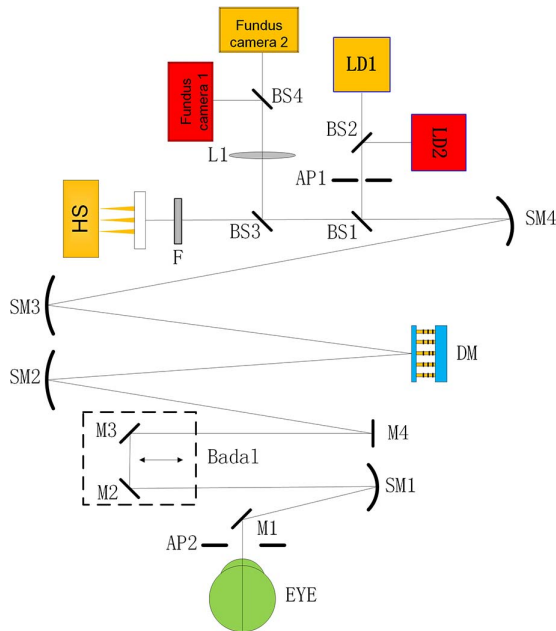 Fundus
camera 2
Fundus
camera 1
LD1
BS4
BS2
LD2
L1
AP1
HS
F
BS3
BS1
SM4
SM3
DM
SM2
M3
M4
Badal
M2
SM1
M1
AP2
EYE